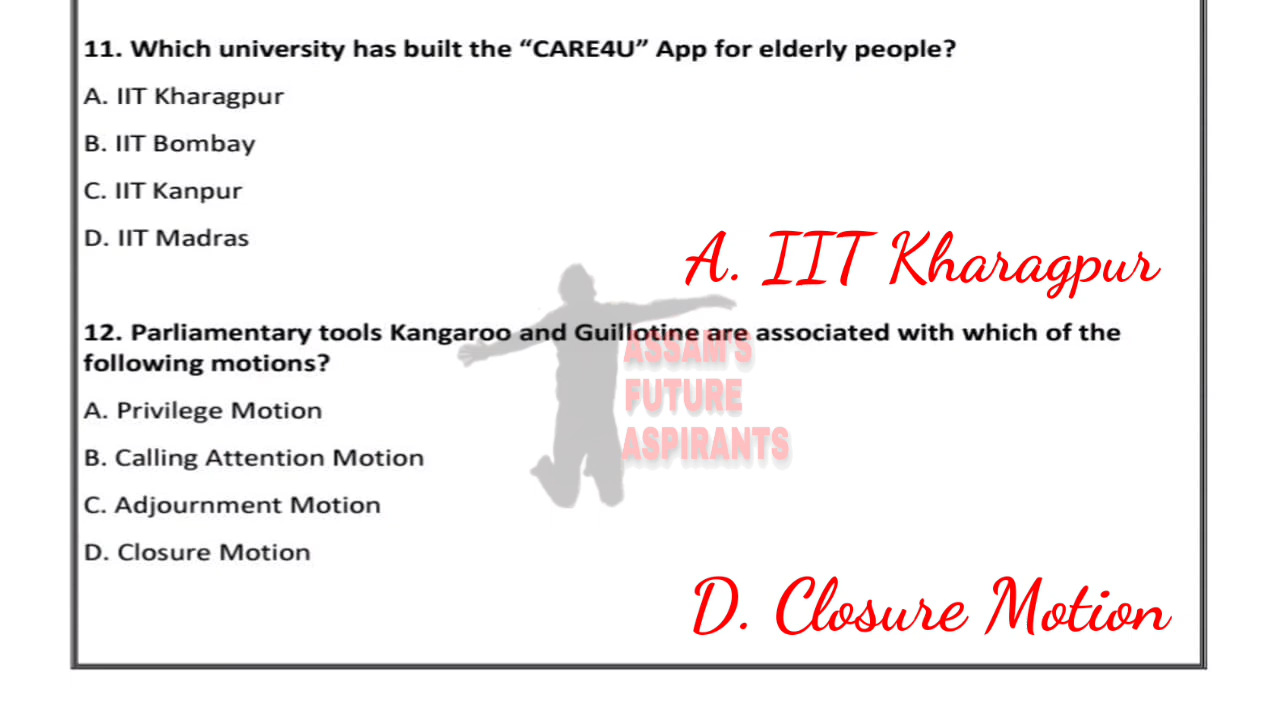 11. Which university has built the “CARE4U” App for elderly people?
A. IIT Kharagpur
B. IIT Bombay
C. IIT Kanpur
D. IIT Madras
A. IIT Kharagpur
12. Parliamentary tools Kangaroo and Guillotine are associated with which of the
following motions?
ASSAM'S
FUTURE
ASPIRANTS
A. Privilege Motion
B. Calling Attention Motion
C. Adjournment Motion
D. Closure Motion
D. Closure Motion